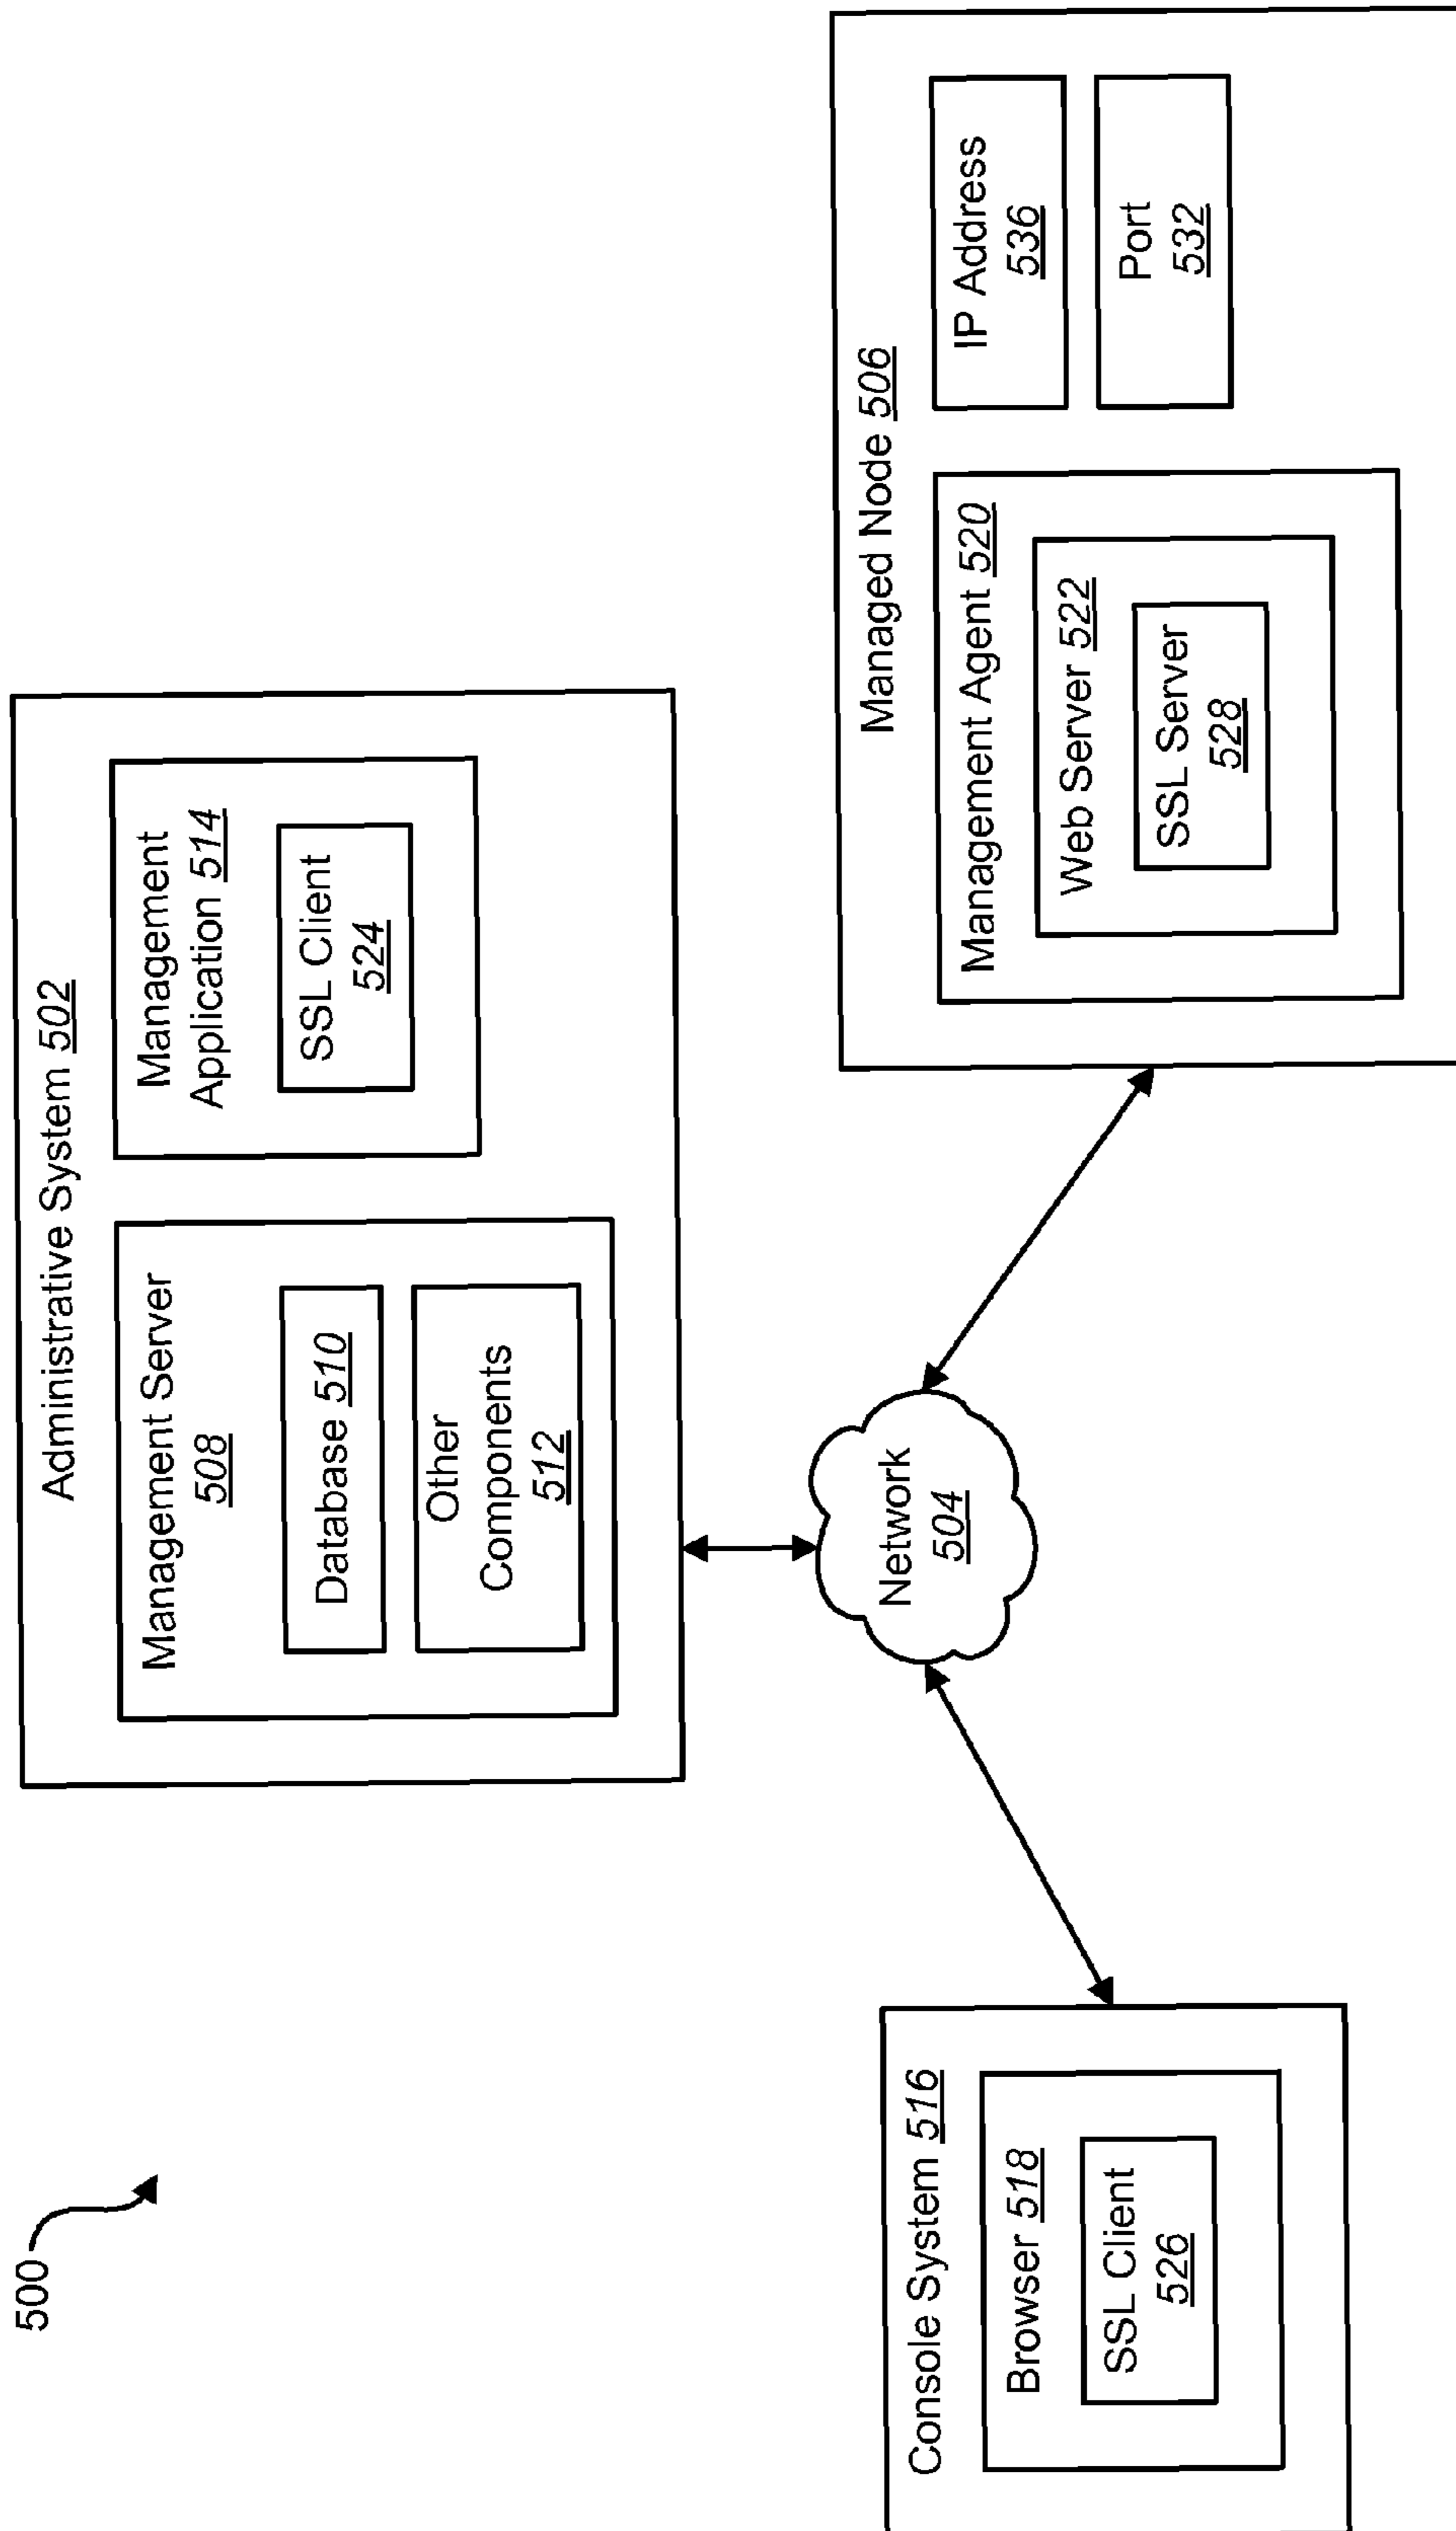 500
Administrative System 502
Management Server
508
Database 510
Other
Components
512
Management
Application 514
SSL Client
524
Network
504
Console System 516
Browser 518
SSL Client
526
Managed Node 506
Management Agent 520
Web Server 522
SSL Server
528
IP Address
536
Port
532